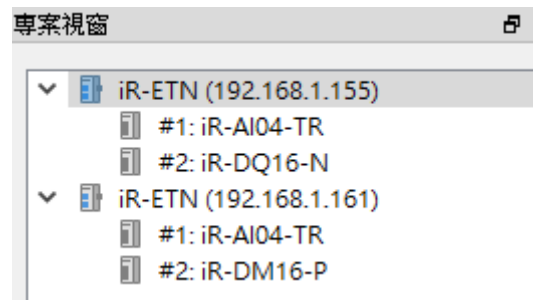 專案視窗
iR-ETN (192.168.1.155)
#1: iR-AI04-TR
#2: iR-DQ16-N
iR-ETN (192.168.1.161)
#1: iR-AI04-TR
#2: iR-DM16-P